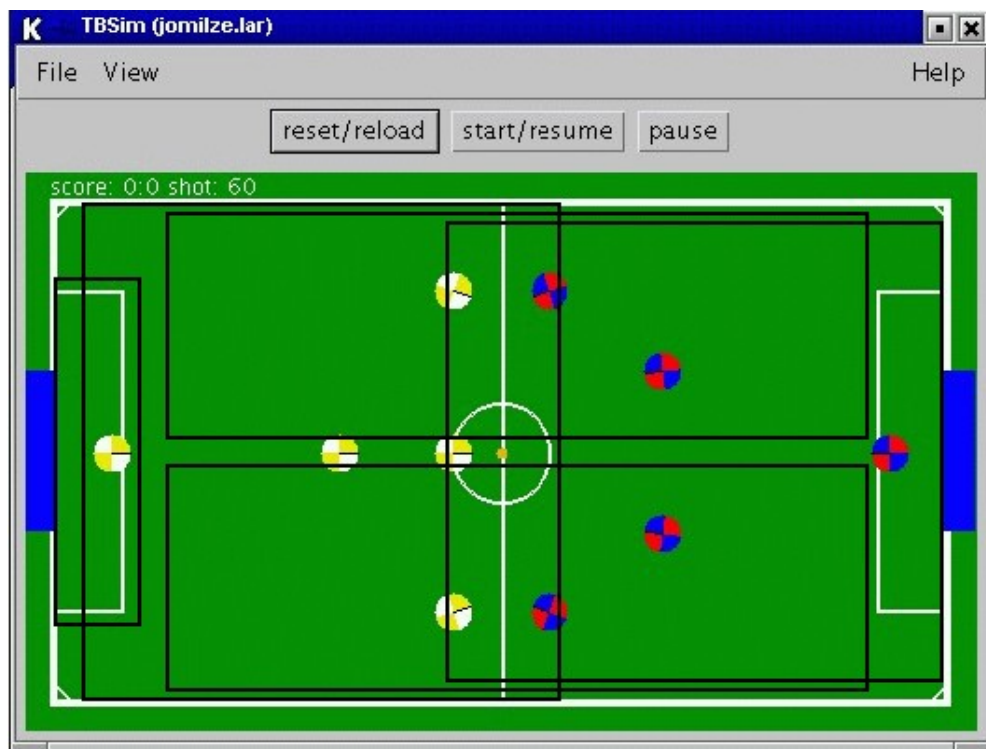 TBSim (jomilze.lar)
File View Help
reset/reload start/resume pause
score: 0:0 shot: 60